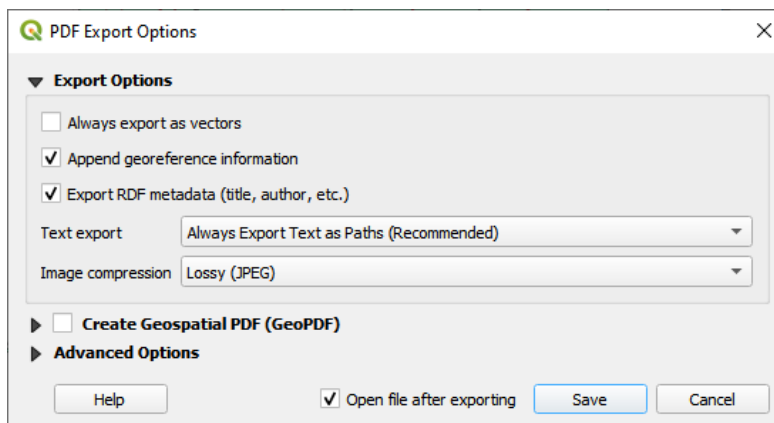 PDF Export Options
Export Options
Always export as vectors
Append georeference information
Export RDF metadata (title, author, etc.)
Text export Always Export Text as Paths (Recommended)
Image compression Lossy (JPEG)
Create Geospatial PDF (GeoPDF)
Advanced Options
Help Open file after exporting Save Cancel